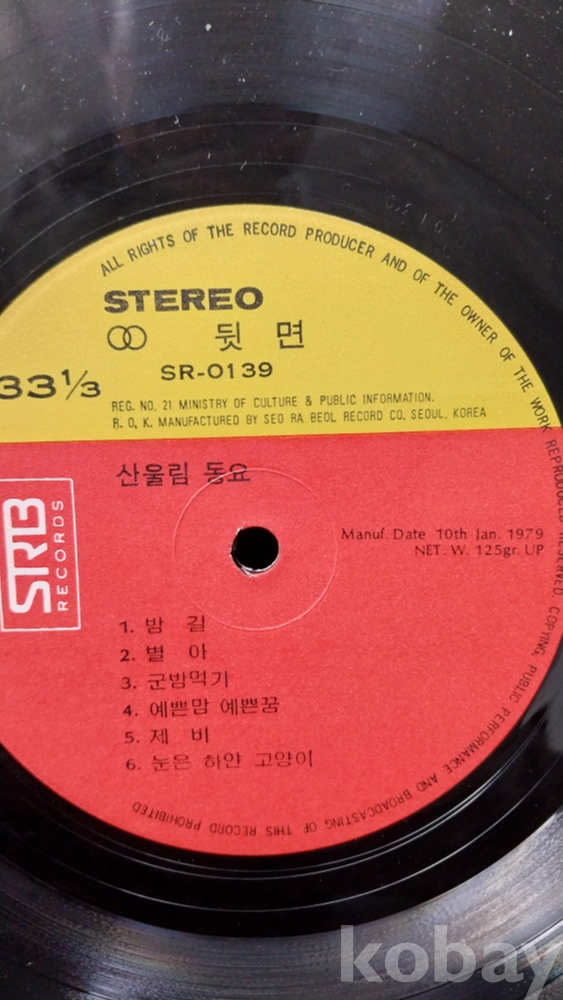 ALL RIGHTS OF THE RECORD PRODUCER AND OF THE OWNER OF THE WORK REPRODUCED RESERVED. COPYING, PUBLIC PERFORMANCE AND BROADCASTING OF THIS RECORD PROHIBITED
STEREO
뒷 면
33 1/3
SR-0139
REG. NO. 21 MINISTRY OF CULTURE & PUBLIC INFORMATION.
R. O. K. MANUFACTURED BY SEO RA BEOL RECORD CO. SEOUL, KOREA
산울림 동요
SRB
RECORDS
Manuf. Date 10th Jan. 1979
NET. W. 125gr. UP
1. 밤 길
2. 별 아
3. 군밤먹기
4. 예쁜맘 예쁜꿈
5. 제 비
6. 눈은 하얀 고양이
kobay